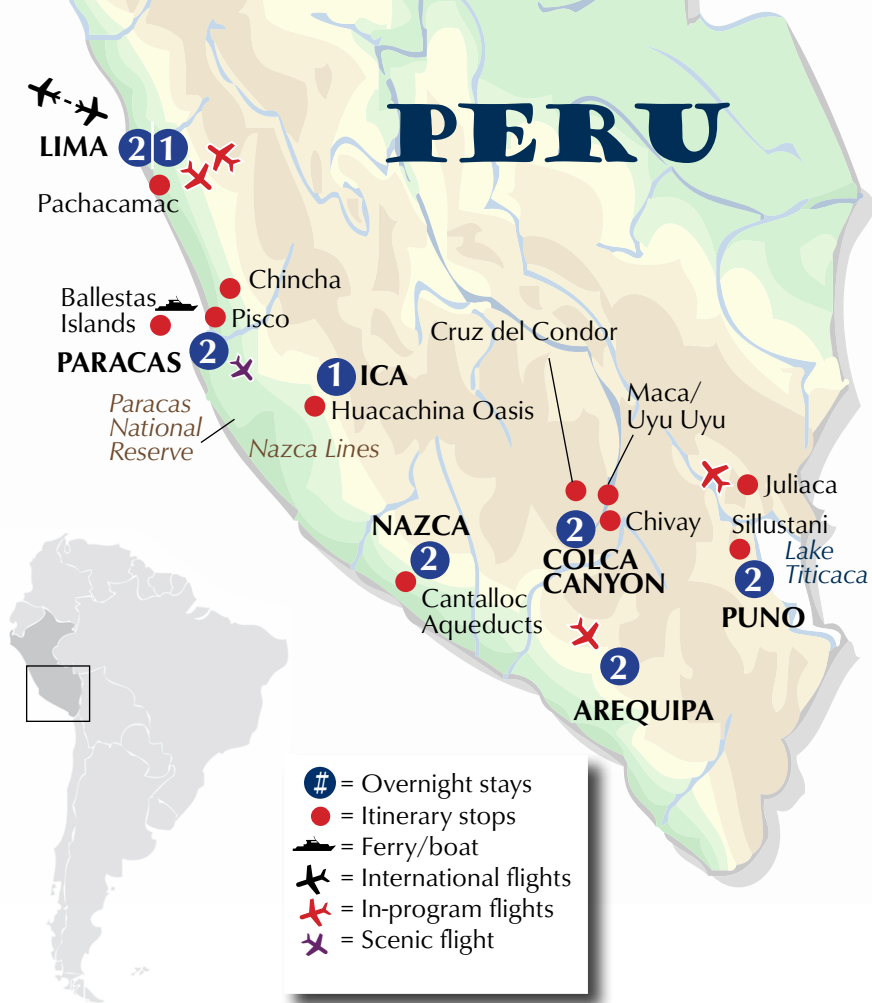 PERU
LIMA 2 1
Pachacamac
Chincha
Ballestas
Islands
Pisco
PARACAS 2
Cruz del Condor
1 ICA
Huacachina Oasis
Maca/
Uyu Uyu
Paracas
National
Reserve
Nazca Lines
Juliaca
NAZCA
2
Cantalloc
Aqueducts
2
Chivay
COLCA
CANYON
Sillustani
Lake
Titicaca
2
PUNO
2
AREQUIPA
# = Overnight stays
= Itinerary stops
= Ferry/boat
= International flights
= In-program flights
= Scenic flight